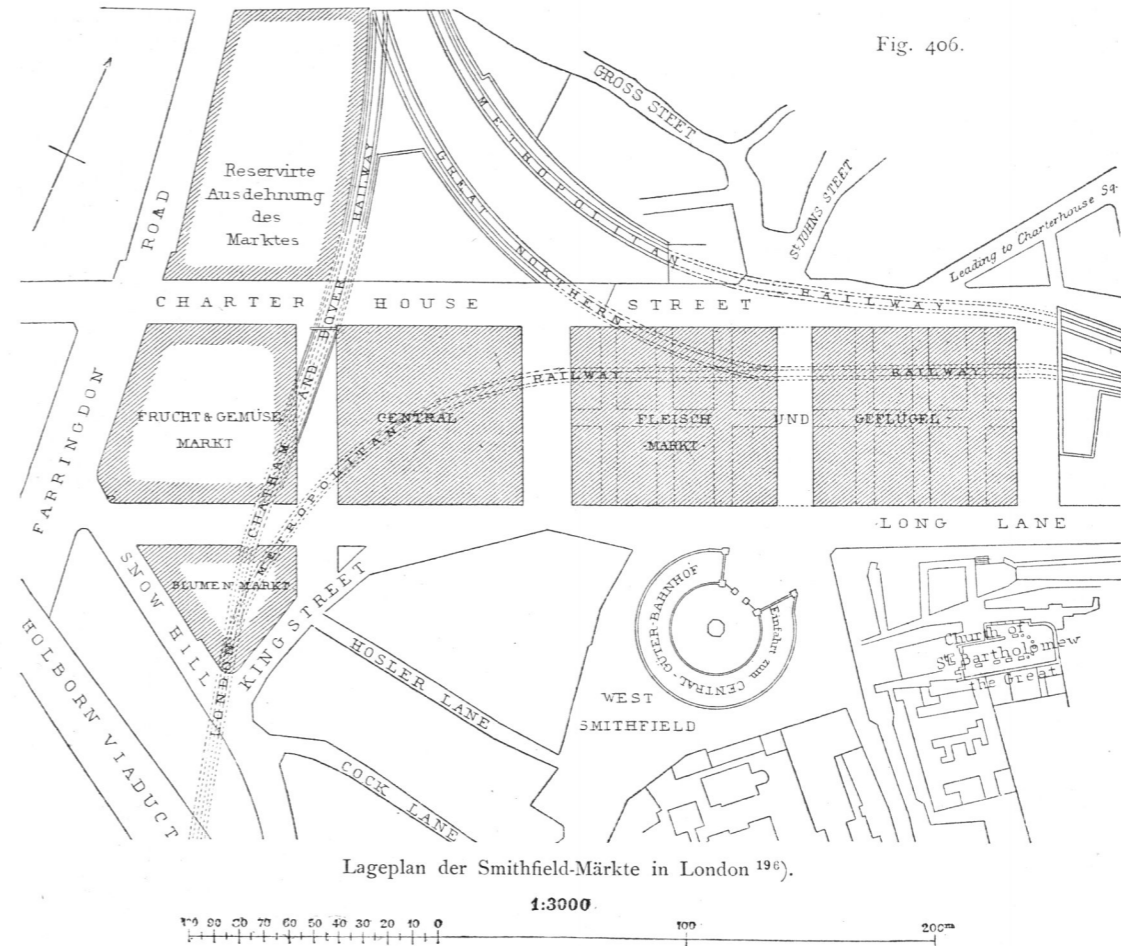 Fig. 406.
GROSS STEET
METROPOLITAN RAILWAY
GREAT NORTHERN RAILWAY
St JOHNS STEET
Leading to Charterhouse Sq.
Reservirte
Ausdehnung
des
Marktes
FARRINGDON ROAD
CHARTER HOUSE STREET
LONDON CHATHAM AND DOVER RAILWAY
FRUCHT & GEMÜSE
MARKT
CENTRAL-
FLEISCH UND GEFLÜGEL-
MARKT
METROPOLITAN RAILWAY
LONG LANE
BLUMEN MARKT
SNOW HILL
KING STREET
HOLBORN VIADUCT
HOSLER LANE
COCK LANE
Einfahrt zum CENTRAL-GÜTER-BAHNHOF
WEST
SMITHFIELD
Church of
St. Bartholomew
the Great
Lageplan der Smithfield-Märkte in London 196).
1:3000.
100 90 80 70 60 50 40 30 20 10 0 100 200m